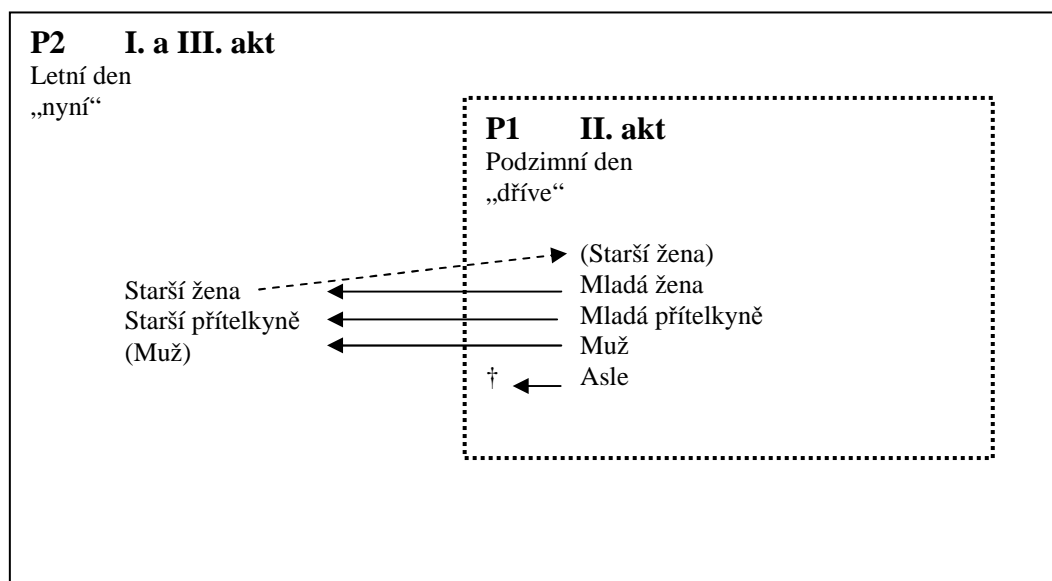 P2 I. a III. akt
Letní den
„nyní“
P1 II. akt
Podzimní den
„dříve“
(Starší žena)
Starší žena
Mladá žena
Starší přítelkyně
Mladá přítelkyně
(Muž)
Muž
†
Asle